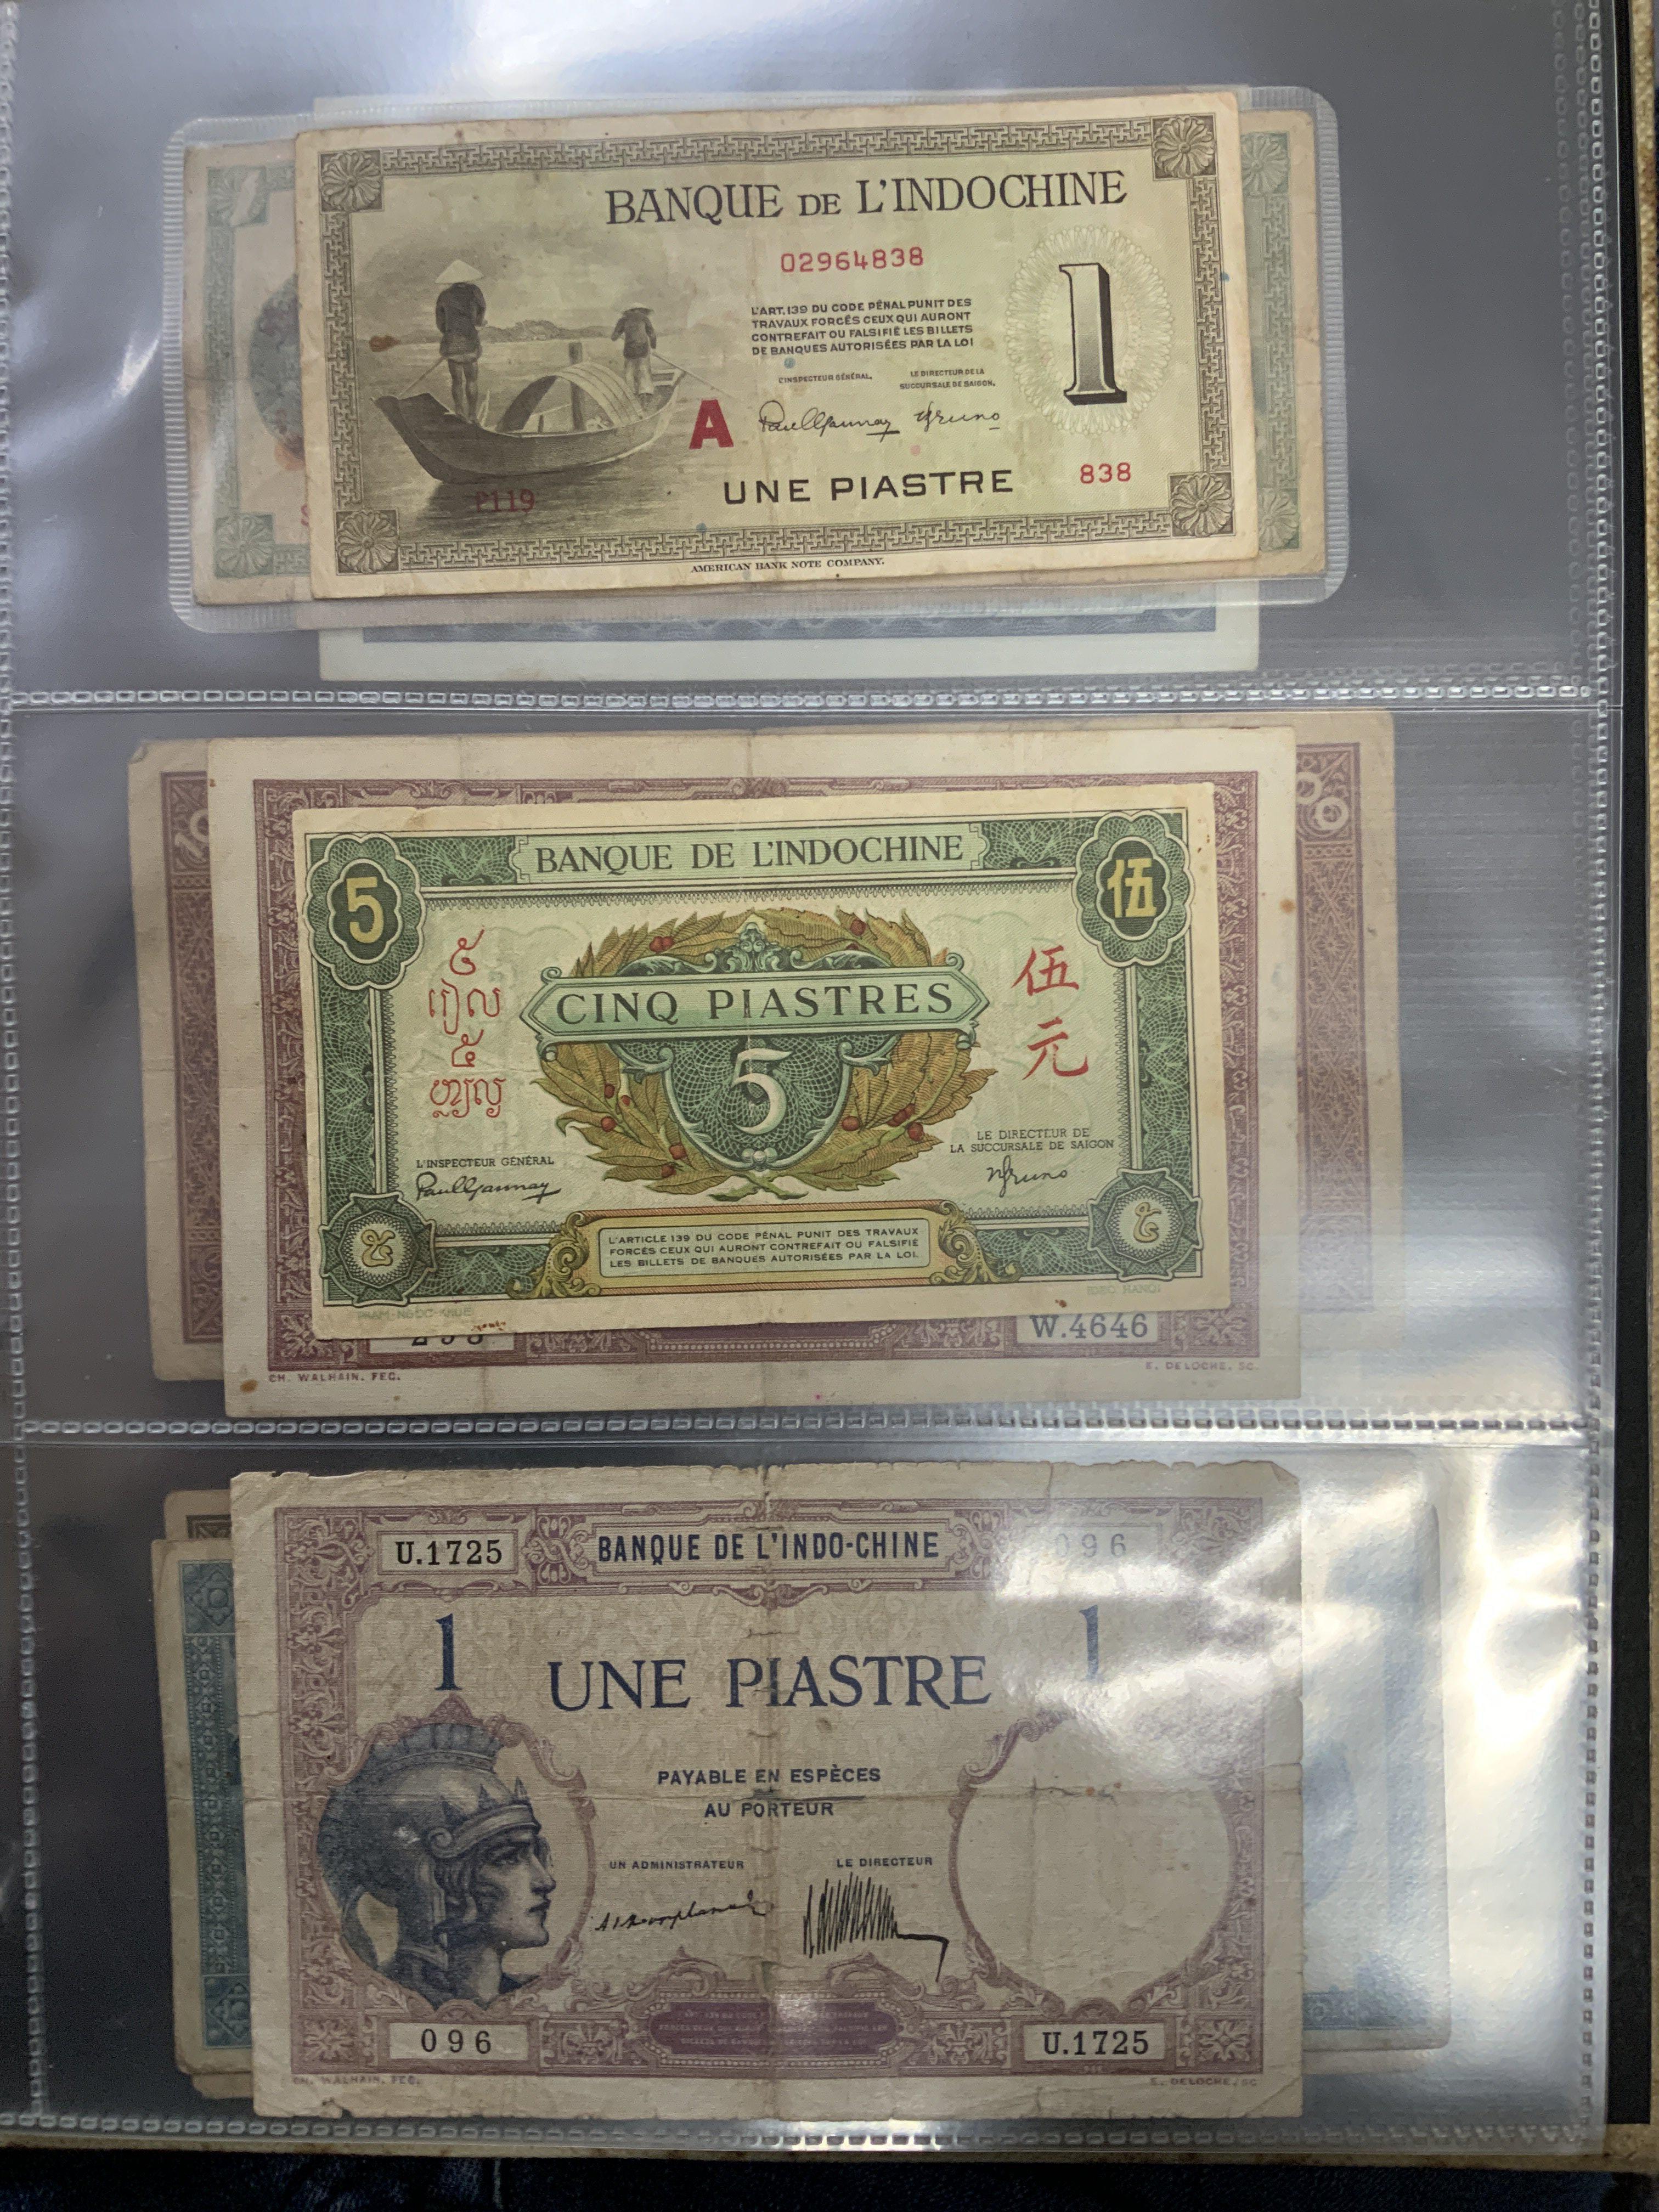 BANQUE DE L'INDOCHINE
02964838
L'ART.139 DU CODE PÉNAL PUNIT DES
TRAVAUX FORCÉS CEUX QUI AURONT
CONTREFAIT OU FALSIFIÉ LES BILLETS
DE BANQUES AUTORISÉES PAR LA LOI
L'INSPECTEUR GÉNÉRAL,
LE DIRECTEUR DE LA
SUCCURSALE DE SAIGON,
1
A
P119
UNE PIASTRE
838
AMERICAN BANK NOTE COMPANY.
BANQUE DE L'INDOCHINE
5
伍
៥
រៀល
伍
元
CINQ PIASTRES
5
LE DIRECTEUR DE
LA SUCCURSALE DE SAÏGON
L'INSPECTEUR GÉNÉRAL
L'ARTICLE 139 DU CODE PÉNAL PUNIT DES TRAVAUX
FORCÉS CEUX QUI AURONT CONTREFAIT OU FALSIFIÉ
LES BILLETS DE BANQUES AUTORISÉES PAR LA LOI.
W.4646
CH. WALHAIN. FEC.
E. DELOCHE. SC.
U.1725
BANQUE DE L'INDO-CHINE
096
1
1
UNE PIASTRE
PAYABLE EN ESPÈCES
AU PORTEUR
UN ADMINISTRATEUR
LE DIRECTEUR
096
U.1725
CH. WALHAIN. FEC.
E. DELOCHE. SC